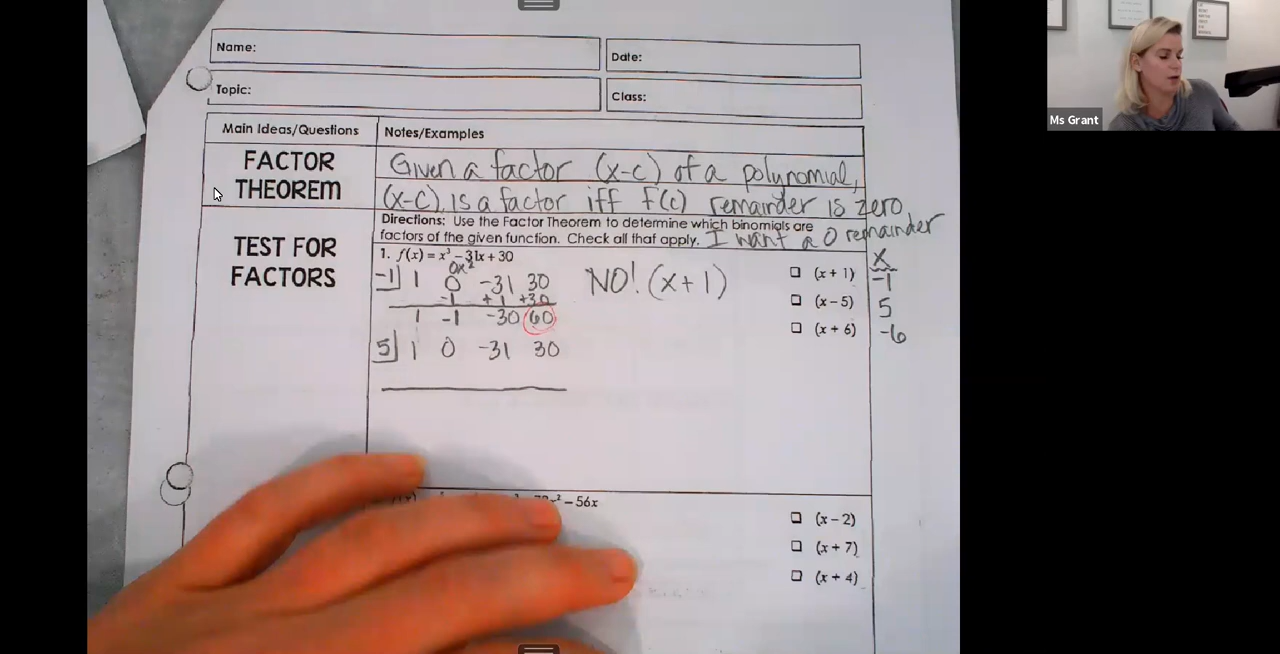 Name:
Date:
Topic:
Class:
Main Ideas/Questions
Notes/Examples
FACTOR
THEOREM
Given a factor (x-c) of a polynomial,
(x-c) is a factor iff f(c) remainder is zero
TEST FOR
FACTORS
Directions: Use the Factor Theorem to determine which binomials are
factors of the given function. Check all that apply. I want a 0 remainder
1. f(x) = x³ – 31x + 30
0x²
-1 | 1 0 -31 30
-1 +1 +30
1 -1 -30 60
NO! (x+1)
5 | 1 0 -31 30
x
(x + 1) -1
(x – 5) 5
(x + 6) -6
x² – 56x
(x – 2)
(x + 7)
(x + 4)
Ms Grant